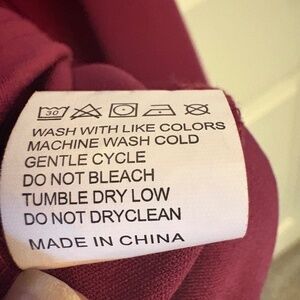 30
WASH WITH LIKE COLORS
MACHINE WASH COLD
GENTLE CYCLE
DO NOT BLEACH
TUMBLE DRY LOW
DO NOT DRYCLEAN
MADE IN CHINA